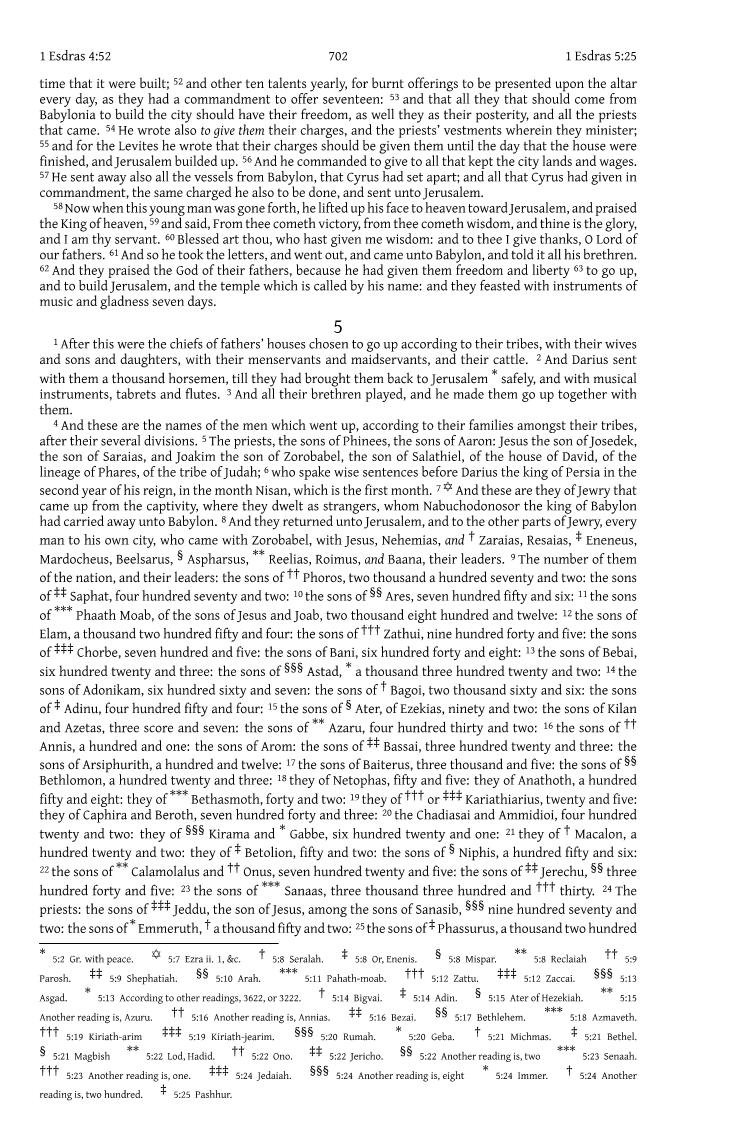 1 Esdras 4:52 702 1 Esdras 5:25
time that it were built; 52 and other ten talents yearly, for burnt offerings to be presented upon the altar
every day, as they had a commandment to offer seventeen: 53 and that all they that should come from
Babylonia to build the city should have their freedom, as well they as their posterity, and all the priests
that came. 54 He wrote also to give them their charges, and the priests’ vestments wherein they minister;
55 and for the Levites he wrote that their charges should be given them until the day that the house were
finished, and Jerusalem builded up. 56 And he commanded to give to all that kept the city lands and wages.
57 He sent away also all the vessels from Babylon, that Cyrus had set apart; and all that Cyrus had given in
commandment, the same charged he also to be done, and sent unto Jerusalem.
58 Now when this young man was gone forth, he lifted up his face to heaven toward Jerusalem, and praised
the King of heaven, 59 and said, From thee cometh victory, from thee cometh wisdom, and thine is the glory,
and I am thy servant. 60 Blessed art thou, who hast given me wisdom: and to thee I give thanks, O Lord of
our fathers. 61 And so he took the letters, and went out, and came unto Babylon, and told it all his brethren.
62 And they praised the God of their fathers, because he had given them freedom and liberty 63 to go up,
and to build Jerusalem, and the temple which is called by his name: and they feasted with instruments of
music and gladness seven days.
5
1 After this were the chiefs of fathers’ houses chosen to go up according to their tribes, with their wives
and sons and daughters, with their menservants and maidservants, and their cattle. 2 And Darius sent
with them a thousand horsemen, till they had brought them back to Jerusalem * safely, and with musical
instruments, tabrets and flutes. 3 And all their brethren played, and he made them go up together with
them.
4 And these are the names of the men which went up, according to their families amongst their tribes,
after their several divisions. 5 The priests, the sons of Phinees, the sons of Aaron: Jesus the son of Josedek,
the son of Saraias, and Joakim the son of Zorobabel, the son of Salathiel, of the house of David, of the
lineage of Phares, of the tribe of Judah; 6 who spake wise sentences before Darius the king of Persia in the
second year of his reign, in the month Nisan, which is the first month. 7 ✡ And these are they of Jewry that
came up from the captivity, where they dwelt as strangers, whom Nabuchodonosor the king of Babylon
had carried away unto Babylon. 8 And they returned unto Jerusalem, and to the other parts of Jewry, every
man to his own city, who came with Zorobabel, with Jesus, Nehemias, and † Zaraias, Resaias, ‡ Eneneus,
Mardocheus, Beelsarus, § Aspharsus, ** Reelias, Roimus, and Baana, their leaders. 9 The number of them
of the nation, and their leaders: the sons of †† Phoros, two thousand a hundred seventy and two: the sons
of ‡‡ Saphat, four hundred seventy and two: 10 the sons of §§ Ares, seven hundred fifty and six: 11 the sons
of *** Phaath Moab, of the sons of Jesus and Joab, two thousand eight hundred and twelve: 12 the sons of
Elam, a thousand two hundred fifty and four: the sons of ††† Zathui, nine hundred forty and five: the sons
of ‡‡‡ Chorbe, seven hundred and five: the sons of Bani, six hundred forty and eight: 13 the sons of Bebai,
six hundred twenty and three: the sons of §§§ Astad, * a thousand three hundred twenty and two: 14 the
sons of Adonikam, six hundred sixty and seven: the sons of † Bagoi, two thousand sixty and six: the sons
of ‡ Adinu, four hundred fifty and four: 15 the sons of § Ater, of Ezekias, ninety and two: the sons of Kilan
and Azetas, three score and seven: the sons of ** Azaru, four hundred thirty and two: 16 the sons of ††
Annis, a hundred and one: the sons of Arom: the sons of ‡‡ Bassai, three hundred twenty and three: the
sons of Arsiphurith, a hundred and twelve: 17 the sons of Baiterus, three thousand and five: the sons of §§
Bethlomon, a hundred twenty and three: 18 they of Netophas, fifty and five: they of Anathoth, a hundred
fifty and eight: they of *** Bethasmoth, forty and two: 19 they of ††† or ‡‡‡ Kariathiarius, twenty and five:
they of Caphira and Beroth, seven hundred forty and three: 20 the Chadiasai and Ammidioi, four hundred
twenty and two: they of §§§ Kirama and * Gabbe, six hundred twenty and one: 21 they of † Macalon, a
hundred twenty and two: they of ‡ Betolion, fifty and two: the sons of § Niphis, a hundred fifty and six:
22 the sons of ** Calamolalus and †† Onus, seven hundred twenty and five: the sons of ‡‡ Jerechu, §§ three
hundred forty and five: 23 the sons of *** Sanaas, three thousand three hundred and ††† thirty. 24 The
priests: the sons of ‡‡‡ Jeddu, the son of Jesus, among the sons of Sanasib, §§§ nine hundred seventy and
two: the sons of * Emmeruth, † a thousand fifty and two: 25 the sons of ‡ Phassurus, a thousand two hundred
* 5:2 Gr. with peace. ✡ 5:7 Ezra ii. 1, &c. † 5:8 Seralah. ‡ 5:8 Or, Enenis. § 5:8 Mispar. ** 5:8 Reclaiah †† 5:9
Parosh. ‡‡ 5:9 Shephatiah. §§ 5:10 Arah. *** 5:11 Pahath-moab. ††† 5:12 Zattu. ‡‡‡ 5:12 Zaccai. §§§ 5:13
Asgad. * 5:13 According to other readings, 3622, or 3222. † 5:14 Bigvai. ‡ 5:14 Adin. § 5:15 Ater of Hezekiah. ** 5:15
Another reading is, Azuru. †† 5:16 Another reading is, Annias. ‡‡ 5:16 Bezai. §§ 5:17 Bethlehem. *** 5:18 Azmaveth.
††† 5:19 Kiriath-arim ‡‡‡ 5:19 Kiriath-jearim. §§§ 5:20 Rumah. * 5:20 Geba. † 5:21 Michmas. ‡ 5:21 Bethel.
§ 5:21 Magbish ** 5:22 Lod, Hadid. †† 5:22 Ono. ‡‡ 5:22 Jericho. §§ 5:22 Another reading is, two *** 5:23 Senaah.
††† 5:23 Another reading is, one. ‡‡‡ 5:24 Jedaiah. §§§ 5:24 Another reading is, eight * 5:24 Immer. † 5:24 Another
reading is, two hundred. ‡ 5:25 Pashhur.